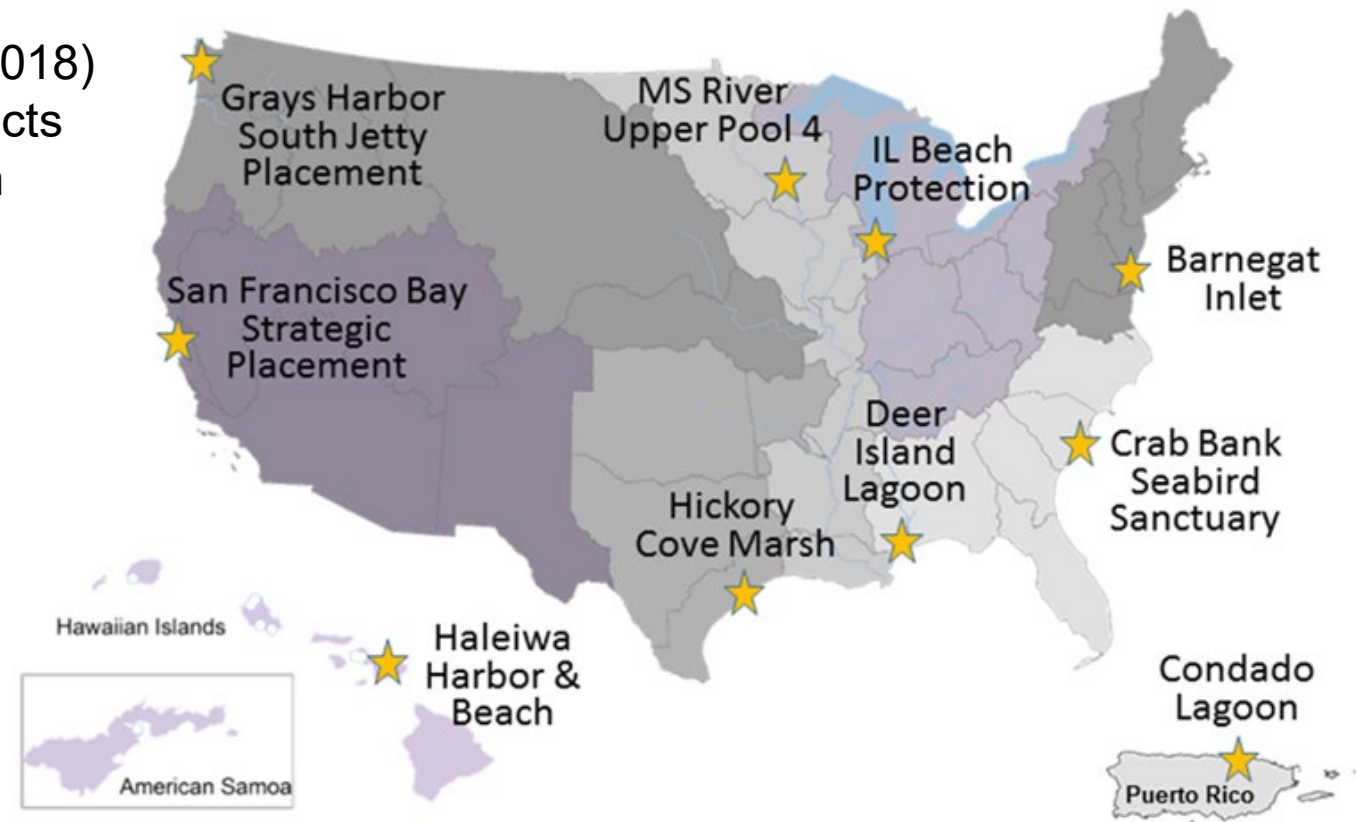 018)
cts
Grays Harbor
South Jetty
Placement
MS River
Upper Pool 4
IL Beach
Protection
San Francisco Bay
Strategic
Placement
Barnegat
Inlet
Deer
Island
Lagoon
Crab Bank
Seabird
Sanctuary
Hickory
Cove Marsh
Hawaiian Islands
Haleiwa
Harbor &
Beach
American Samoa
Condado
Lagoon
Puerto Rico